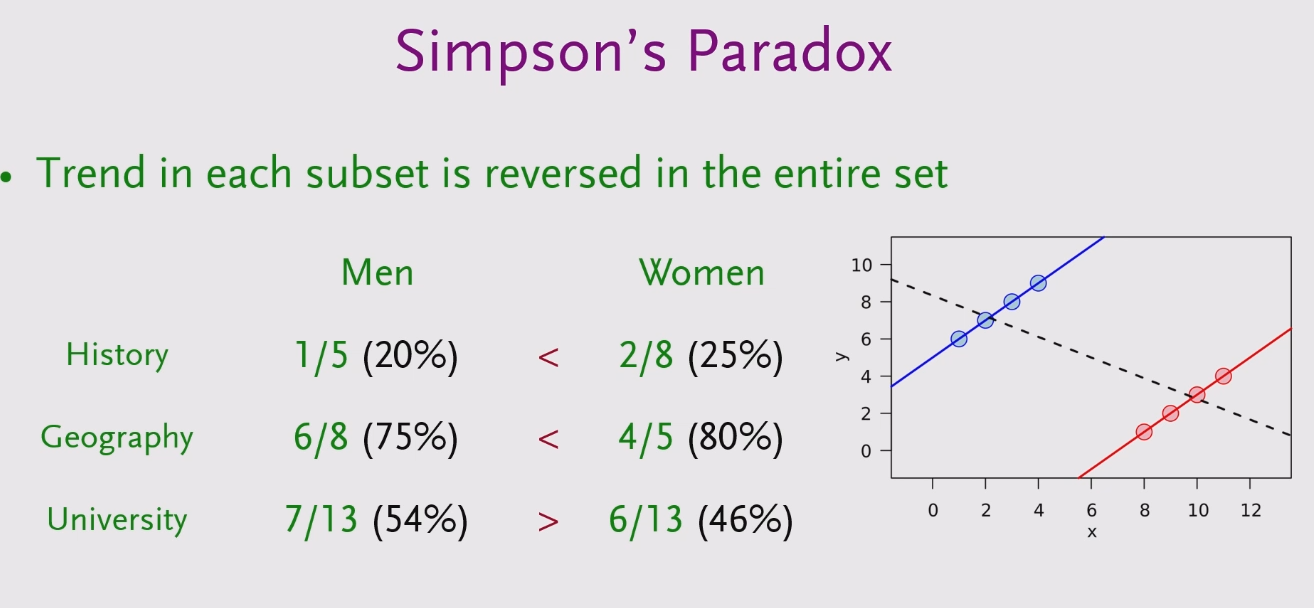 Simpson’s Paradox
• Trend in each subset is reversed in the entire set
Men Women
History 1/5 (20%) < 2/8 (25%)
Geography 6/8 (75%) < 4/5 (80%)
University 7/13 (54%) > 6/13 (46%)
10
8
6
4
2
0
y
0 2 4 6 8 10 12
x